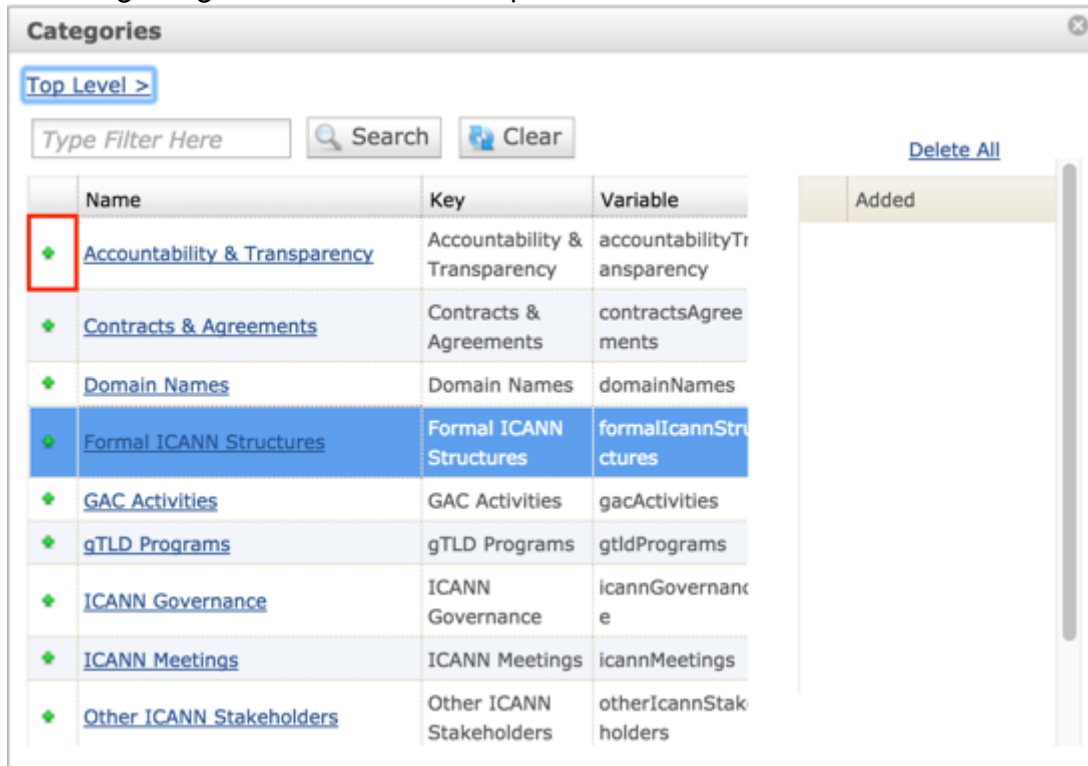 Categories
Top Level >
Type Filter Here
Search
Clear
Delete All
Name
Key
Variable
Added
Accountability & Transparency
Accountability &
Transparency
accountabilityTr
ansparency
Contracts & Agreements
Contracts &
Agreements
contractsAgree
ments
Domain Names
Domain Names
domainNames
Formal ICANN Structures
Formal ICANN
Structures
formalIcannStru
ctures
GAC Activities
GAC Activities
gacActivities
gTLD Programs
gTLD Programs
gtldPrograms
ICANN Governance
ICANN
Governance
icannGovernanc
e
ICANN Meetings
ICANN Meetings
icannMeetings
Other ICANN Stakeholders
Other ICANN
Stakeholders
otherIcannStak
holders